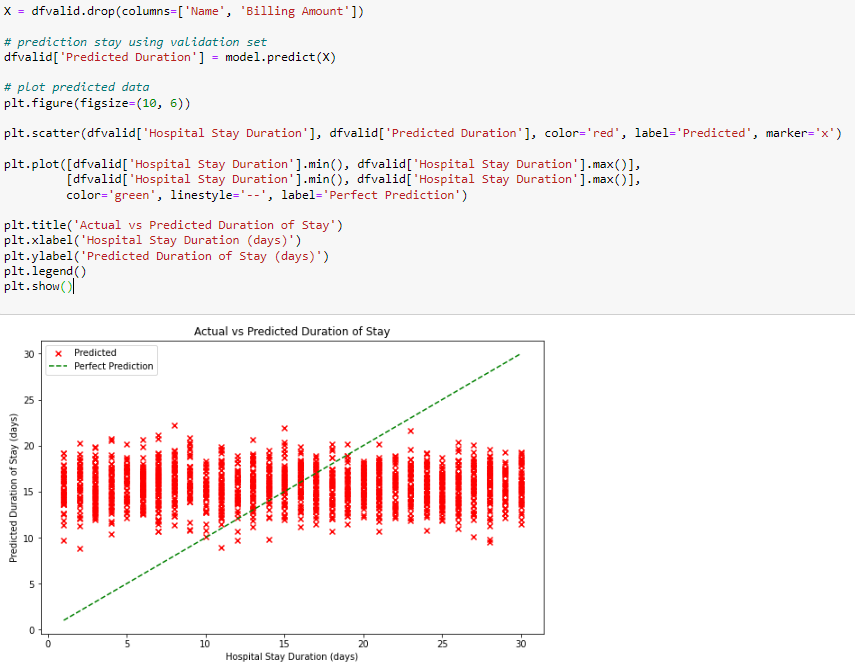 X = dfvalid.drop(columns=['Name', 'Billing Amount'])
# prediction stay using validation set
dfvalid['Predicted Duration'] = model.predict(X)
# plot predicted data
plt.figure(figsize=(10, 6))
plt.scatter(dfvalid['Hospital Stay Duration'], dfvalid['Predicted Duration'], color='red', label='Predicted', marker='x')
plt.plot([dfvalid['Hospital Stay Duration'].min(), dfvalid['Hospital Stay Duration'].max()],
[dfvalid['Hospital Stay Duration'].min(), dfvalid['Hospital Stay Duration'].max()],
color='green', linestyle='--', label='Perfect Prediction')
plt.title('Actual vs Predicted Duration of Stay')
plt.xlabel('Hospital Stay Duration (days)')
plt.ylabel('Predicted Duration of Stay (days)')
plt.legend()
plt.show()
Actual vs Predicted Duration of Stay
Predicted
Perfect Prediction
Predicted Duration of Stay (days)
30
25
20
15
10
5
0
0 5 10 15 20 25 30
Hospital Stay Duration (days)